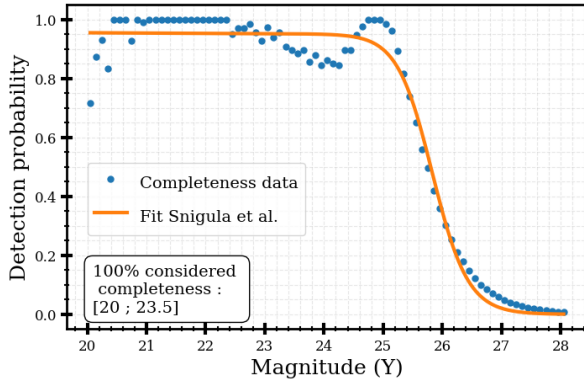 1.0
0.8
0.6
0.4
0.2
0.0
Detection probability
Completeness data
Fit Snigula et al.
100% considered
completeness :
[20 ; 23.5]
20 21 22 23 24 25 26 27 28
Magnitude (Y)